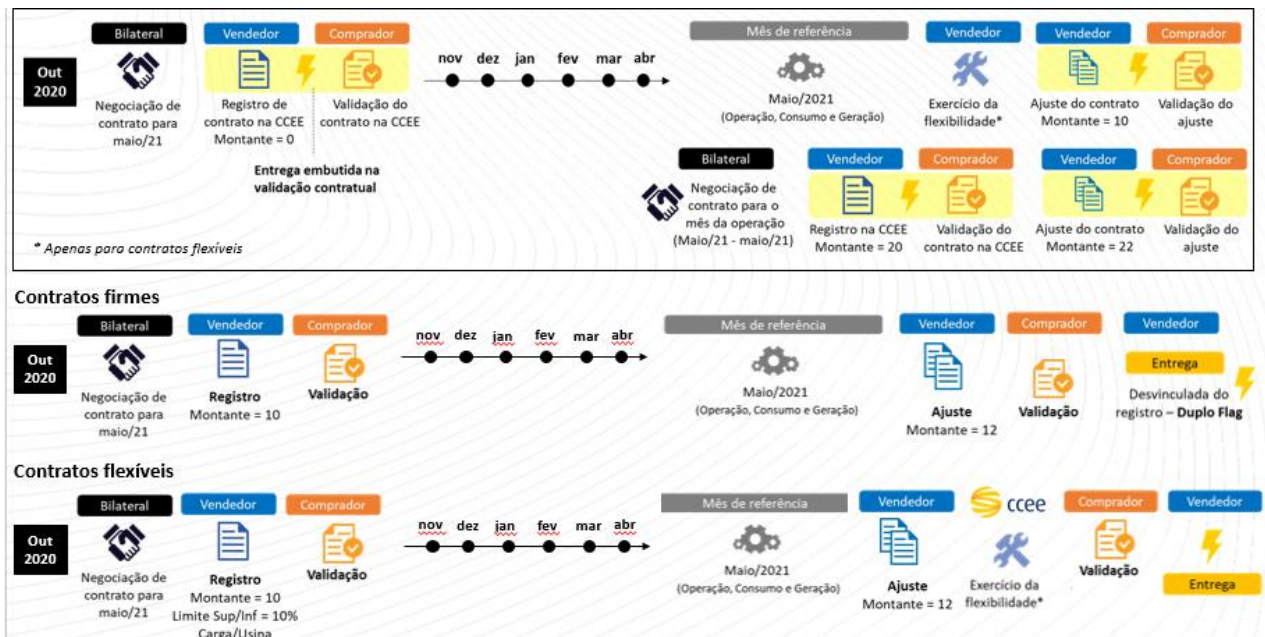 Bilateral
Vendedor
Comprador
Mês de referência
Vendedor
Vendedor
Comprador
Out
2020
nov dez jan fev mar abr
Negociação de
contrato para
maio/21
Registro de
contrato na CCEE
Montante = 0
Validação do
contrato na CCEE
Entrega embutida na
validação contratual
Maio/2021
(Operação, Consumo e Geração)
Exercício da
flexibilidade*
Ajuste do contrato
Montante = 10
Validação do
ajuste
Bilateral
Vendedor
Comprador
Vendedor
Comprador
Negociação de
contrato para o
mês da operação
(Maio/21 - maio/21)
Registro na CCEE
Montante = 20
Validação do
contrato na CCEE
Ajuste do contrato
Montante = 22
Validação do
ajuste
* Apenas para contratos flexíveis
Contratos firmes
Bilateral
Vendedor
Comprador
Mês de referência
Vendedor
Comprador
Vendedor
Out
2020
nov dez jan fev mar abr
Negociação de
contrato para
maio/21
Registro
Montante = 10
Validação
Maio/2021
(Operação, Consumo e Geração)
Ajuste
Montante = 12
Validação
Entrega
Desvinculada do
registro – Duplo Flag
Contratos flexíveis
Bilateral
Vendedor
Comprador
Mês de referência
Vendedor
ccee
Comprador
Vendedor
Out
2020
nov dez jan fev mar abr
Negociação de
contrato para
maio/21
Registro
Montante = 10
Limite Sup/Inf = 10%
Carga/Usina
Validação
Maio/2021
(Operação, Consumo e Geração)
Ajuste
Montante = 12
Exercício da
flexibilidade*
Validação
Entrega